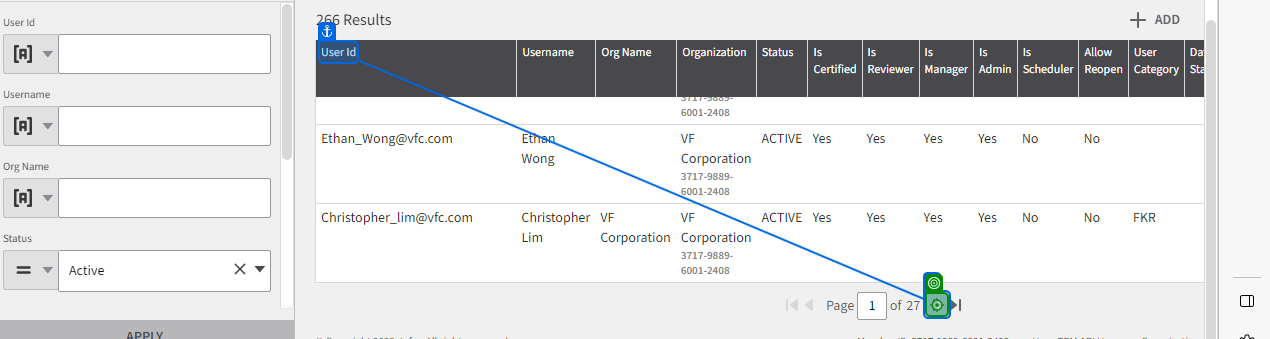 User Id
Username
Org Name
Status
Active
APPLY
266 Results
ADD
User Id Username Org Name Organization Status Is Certified Is Reviewer Is Manager Is Admin Is Scheduler Allow Reopen User Category
3717-9889-
6001-2408
Ethan_Wong@vfc.com Ethan VF ACTIVE Yes Yes Yes Yes No No
Wong Corporation
3717-9889-
6001-2408
Christopher_lim@vfc.com Christopher VF VF ACTIVE Yes Yes Yes Yes No No FKR
Lim Corporation Corporation
3717-9889-
6001-2408
Page 1 of 27